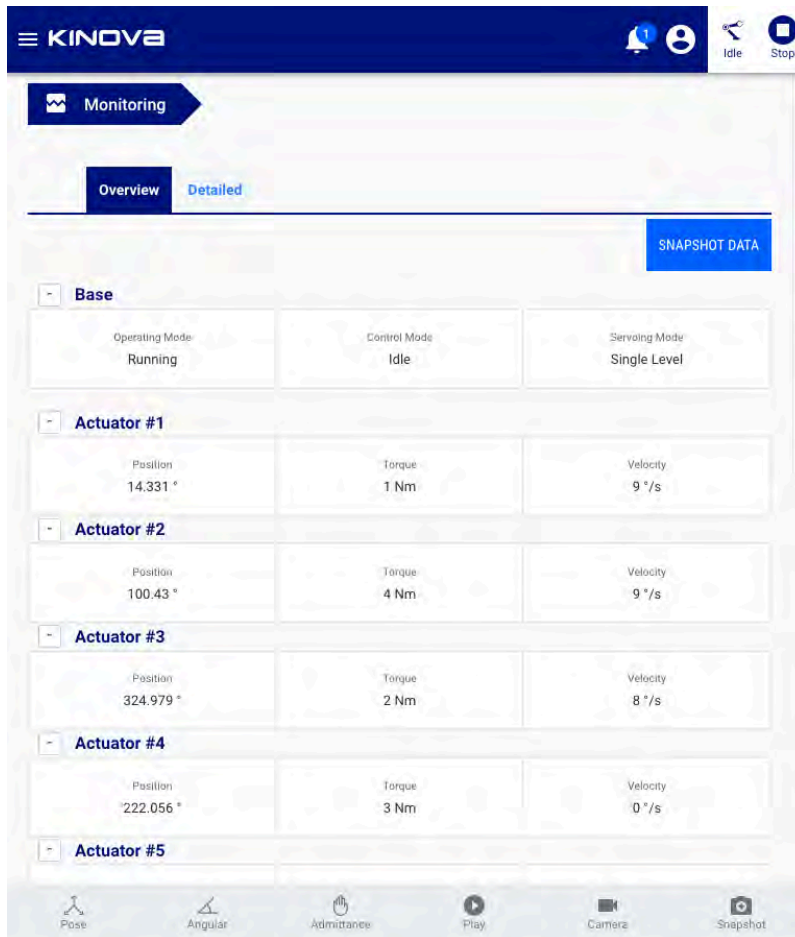 KINOVA
1
Idle
Stop
Monitoring
Overview Detailed
SNAPSHOT DATA
- Base
Operating Mode Control Mode Servoing Mode
Running Idle Single Level
- Actuator #1
Position Torque Velocity
14.331 ° 1 Nm 9 °/s
- Actuator #2
Position Torque Velocity
100.43 ° 4 Nm 9 °/s
- Actuator #3
Position Torque Velocity
324.979 ° 2 Nm 8 °/s
- Actuator #4
Position Torque Velocity
222.056 ° 3 Nm 0 °/s
- Actuator #5
Pose Angular Admittance Play Camera Snapshot